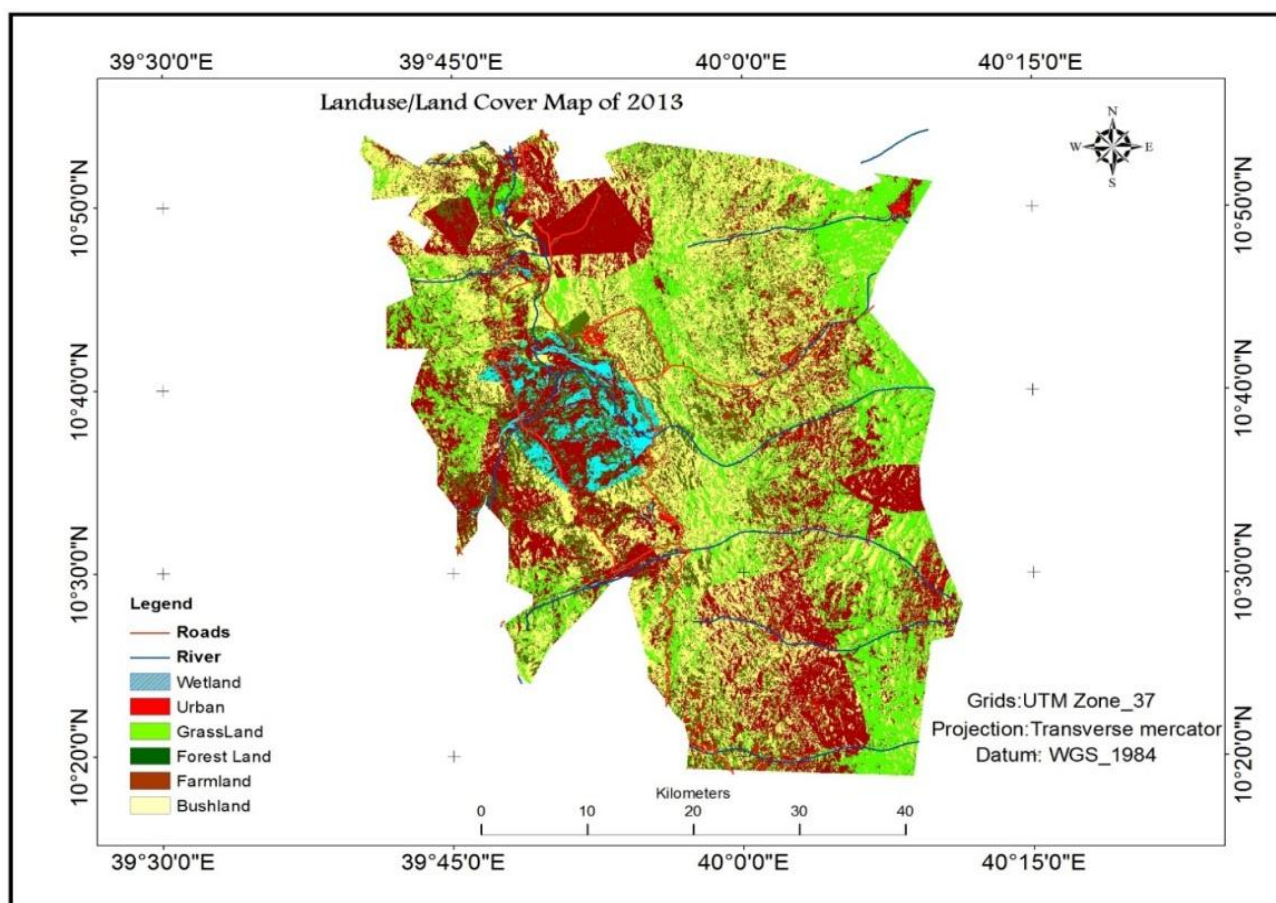 39°30'0"E 39°45'0"E 40°0'0"E 40°15'0"E
Landuse/Land Cover Map of 2013
N
W E
S
10°50'0"N 10°50'0"N
10°40'0"N 10°40'0"N
10°30'0"N 10°30'0"N
Legend
Roads
River
Wetland
Urban
GrassLand
Forest Land
Farmland
Bushland
Grids:UTM Zone_37
Projection:Transverse mercator
Datum: WGS_1984
10°20'0"N 10°20'0"N
Kilometers
0 10 20 30 40
39°30'0"E 39°45'0"E 40°0'0"E 40°15'0"E